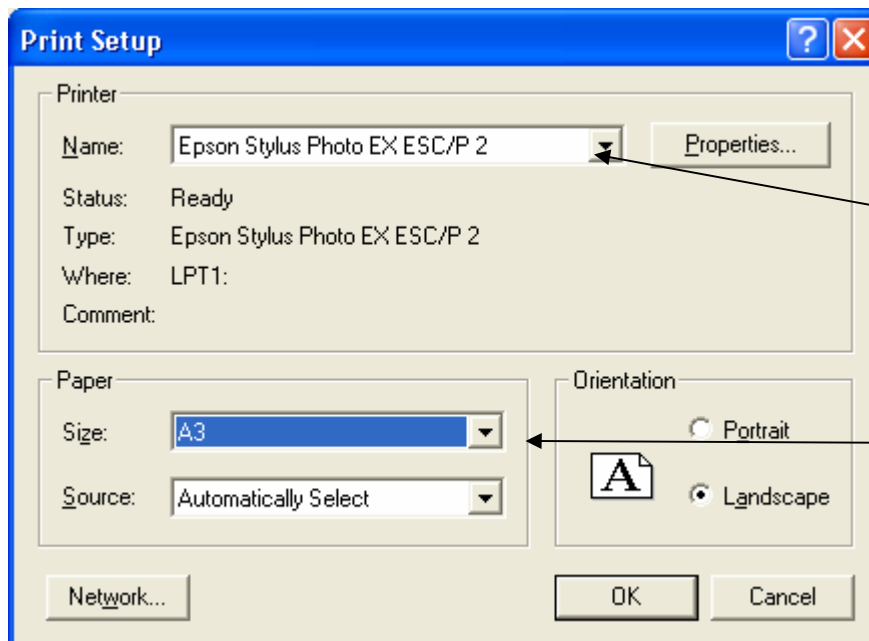 Print Setup
Printer
Name: Epson Stylus Photo EX ESC/P 2 Properties...
Status: Ready
Type: Epson Stylus Photo EX ESC/P 2
Where: LPT1:
Comment:
Paper Orientation
Size: A3 Portrait
A
Source: Automatically Select Landscape
Network... OK Cancel